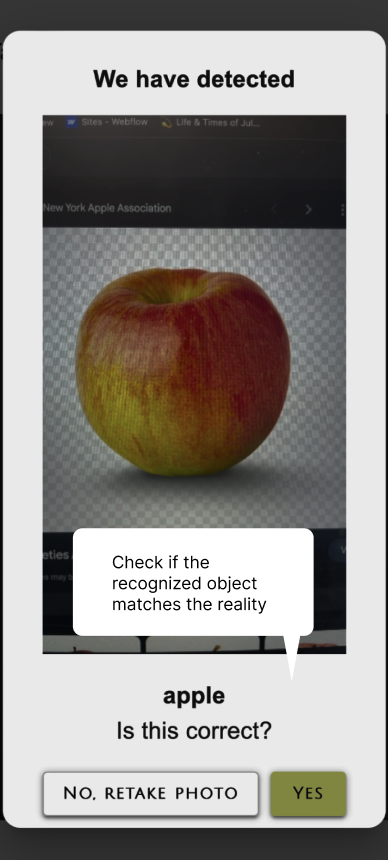 We have detected
ew
Sites - Webflow
Life & Times of Jul...
New York Apple Association
eties
Check if the
recognized object
matches the reality
apple
Is this correct?
NO, RETAKE PHOTO
YES